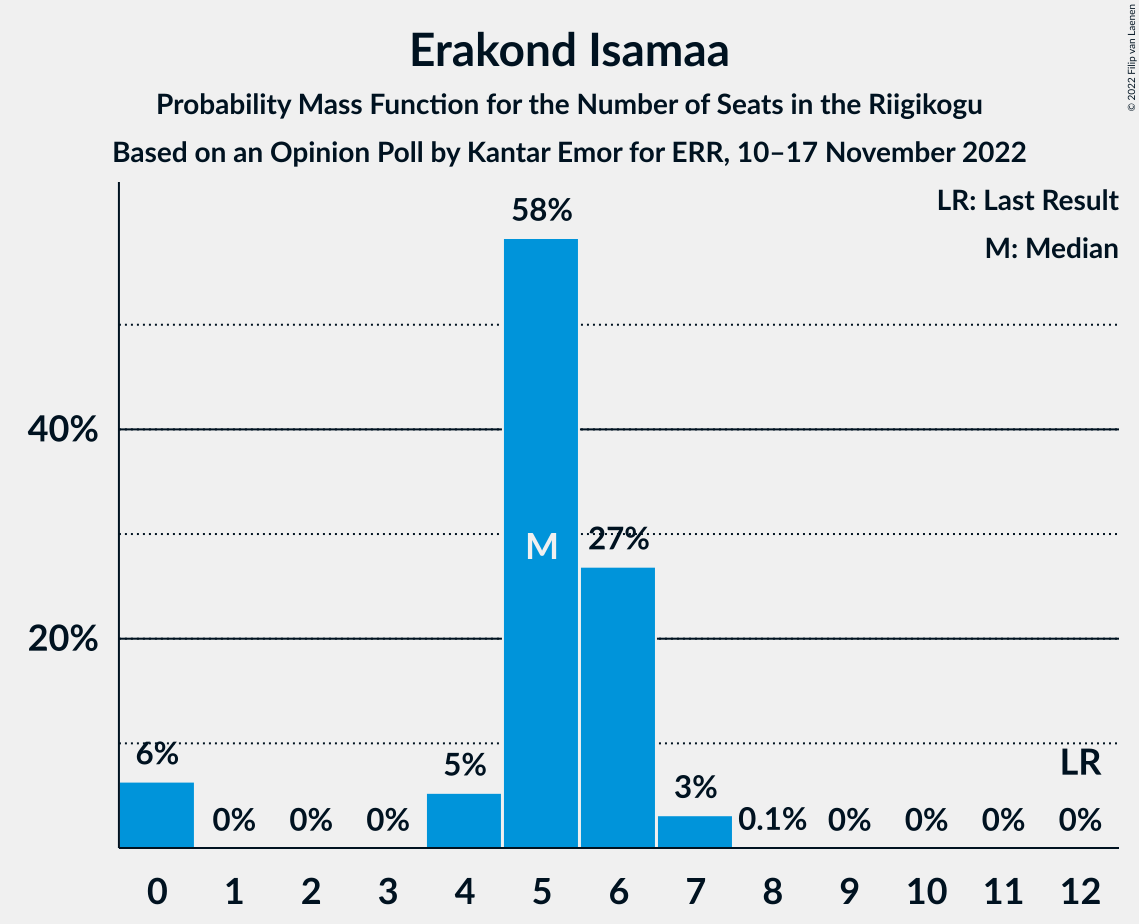 Erakond Isamaa
Probability Mass Function for the Number of Seats in the Riigikogu
Based on an Opinion Poll by Kantar Emor for ERR, 10–17 November 2022
© 2022 Filip van Laenen
LR: Last Result
M: Median
58%
40%
M
27%
20%
6%
5%
LR
3%
0%
0%
0%
0.1%
0%
0%
0%
0%
0 1 2 3 4 5 6 7 8 9 10 11 12